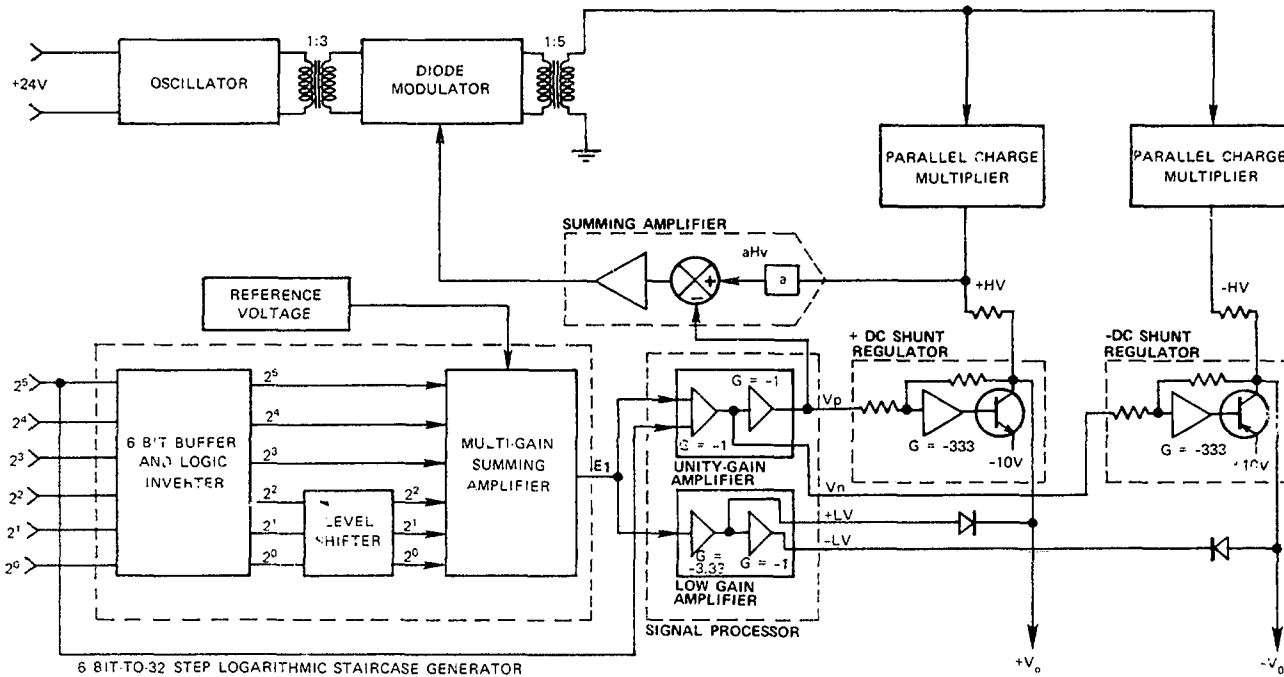 1:3
1:5
+24V
OSCILLATOR
DIODE
MODULATOR
PARALLEL CHARGE
MULTIPLIER
PARALLEL CHARGE
MULTIPLIER
SUMMING AMPLIFIER
aHv
a
+
−
+HV
-HV
REFERENCE
VOLTAGE
+ DC SHUNT
REGULATOR
-DC SHUNT
REGULATOR
2⁵
2⁴
2³
2²
2¹
2⁰
6 BIT BUFFER
AND LOGIC
INVERTER
2⁵
2⁴
2³
2²
2¹
2⁰
LEVEL
SHIFTER
2²
2¹
2⁰
MULTI-GAIN
SUMMING
AMPLIFIER
E₁
G = -1
G = -1
UNITY-GAIN
AMPLIFIER
Vp
Vn
G = -333
-10V
G = -333
+10V
+LV
-LV
G =
-3.33
G = -1
LOW GAIN
AMPLIFIER
SIGNAL PROCESSOR
6 BIT-TO-32 STEP LOGARITHMIC STAIRCASE GENERATOR
+Vₒ
-Vₒ